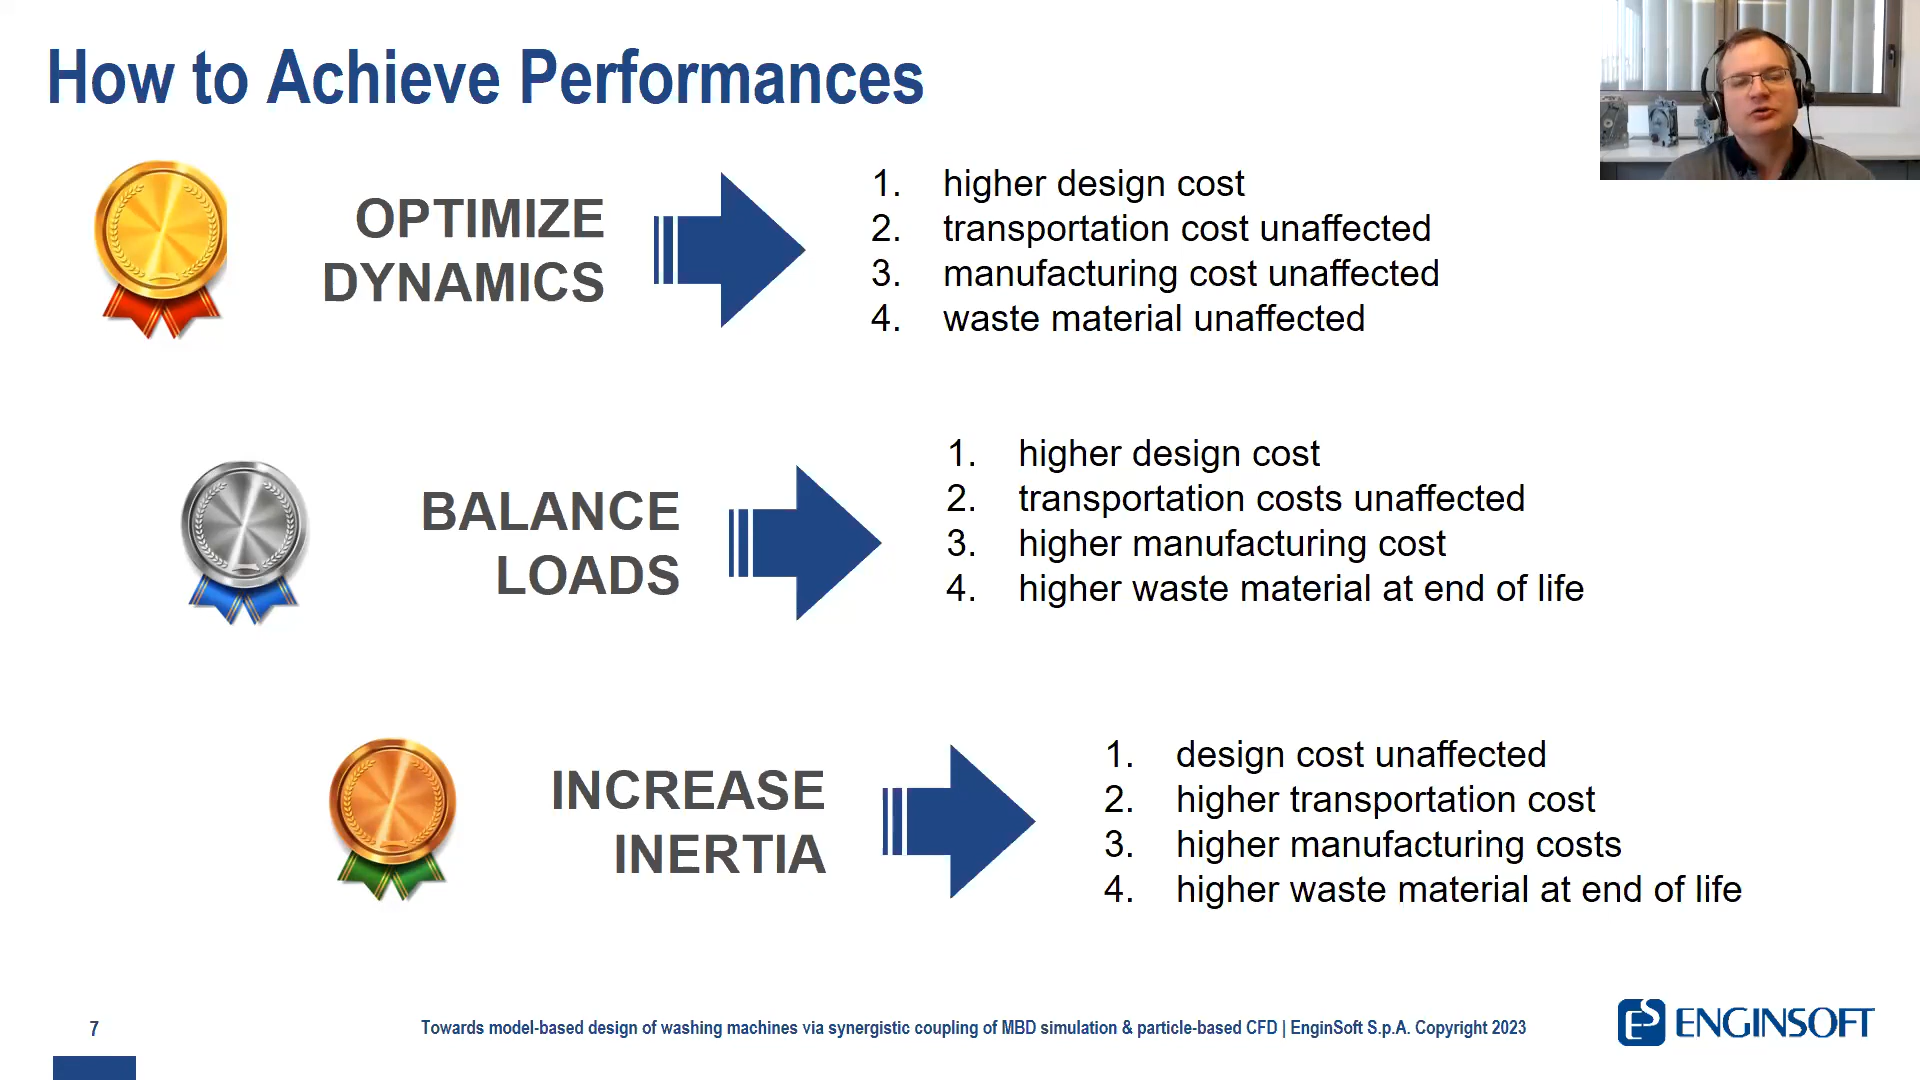 How to Achieve Performances
OPTIMIZE
DYNAMICS
1. higher design cost
2. transportation cost unaffected
3. manufacturing cost unaffected
4. waste material unaffected
BALANCE
LOADS
1. higher design cost
2. transportation costs unaffected
3. higher manufacturing cost
4. higher waste material at end of life
INCREASE
INERTIA
1. design cost unaffected
2. higher transportation cost
3. higher manufacturing costs
4. higher waste material at end of life
7
Towards model-based design of washing machines via synergistic coupling of MBD simulation & particle-based CFD | EnginSoft S.p.A. Copyright 2023
ES ENGINSOFT